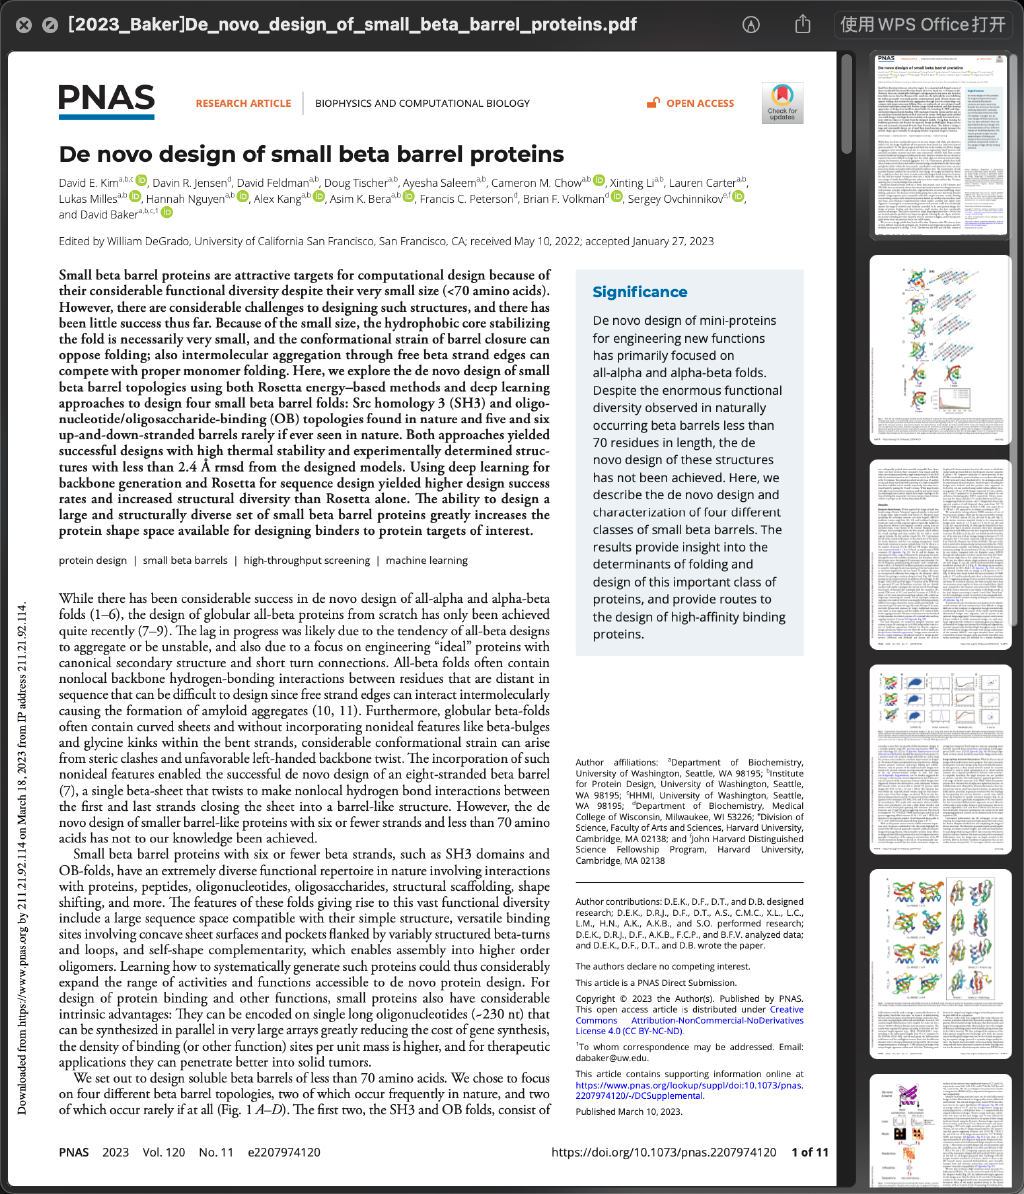 [2023_Baker]De_novo_design_of_small_beta_barrel_proteins.pdf
使用WPS Office打开
PNAS
RESEARCH ARTICLE
BIOPHYSICS AND COMPUTATIONAL BIOLOGY
OPEN ACCESS
Check for
updates
De novo design of small beta barrel proteins
David E. Kima,b,c, Davin R. Jensend, David Feldmana,b, Doug Tischera,b, Ayesha Saleema,b, Cameron M. Chowa,b, Xinting Lia,b, Lauren Cartera,b,
Lukas Millesa,b, Hannah Nguyena,b, Alex Kanga,b, Asim K. Beraa,b, Francis C. Petersond, Brian F. Volkmand, Sergey Ovchinnikove,f,
and David Bakera,b,c,1
Edited by William DeGrado, University of California San Francisco, San Francisco, CA; received May 10, 2022; accepted January 27, 2023
Small beta barrel proteins are attractive targets for computational design because of
their considerable functional diversity despite their very small size (<70 amino acids).
However, there are considerable challenges to designing such structures, and there has
been little success thus far. Because of the small size, the hydrophobic core stabilizing
the fold is necessarily very small, and the conformational strain of barrel closure can
oppose folding; also intermolecular aggregation through free beta strand edges can
compete with proper monomer folding. Here, we explore the de novo design of small
beta barrel topologies using both Rosetta energy–based methods and deep learning
approaches to design four small beta barrel folds: Src homology 3 (SH3) and oligo-
nucleotide/oligosaccharide-binding (OB) topologies found in nature and five and six
up-and-down-stranded barrels rarely if ever seen in nature. Both approaches yielded
successful designs with high thermal stability and experimentally determined struc-
tures with less than 2.4 Å rmsd from the designed models. Using deep learning for
backbone generation and Rosetta for sequence design yielded higher design success
rates and increased structural diversity than Rosetta alone. The ability to design a
large and structurally diverse set of small beta barrel proteins greatly increases the
protein shape space available for designing binders to protein targets of interest.
protein design | small beta barrels | high-throughput screening | machine learning
While there has been considerable success in de novo design of all-alpha and alpha-beta
folds (1–6), the design of globular all-beta proteins from scratch has only been achieved
quite recently (7–9). The lag in progress was likely due to the tendency of all-beta designs
to aggregate or be unstable, and also due to a focus on engineering “ideal” proteins with
canonical secondary structure and short turn connections. All-beta folds often contain
nonlocal backbone hydrogen-bonding interactions between residues that are distant in
sequence that can be difficult to design since free strand edges can interact intermolecularly
causing the formation of amyloid aggregates (10, 11). Furthermore, globular beta-folds
often contain curved sheets and without incorporating nonideal features like beta-bulges
and glycine kinks within the bent strands, considerable conformational strain can arise
from steric clashes and unfavorable left-handed backbone twist. The incorporation of such
nonideal features enabled the successful de novo design of an eight-stranded beta barrel
(7), a single beta-sheet that twists to make nonlocal hydrogen bond interactions between
the first and last strands closing the sheet into a barrel-like structure. However, the de
novo design of smaller barrel-like proteins with six or fewer strands and less than 70 amino
acids has not to our knowledge been achieved.
Small beta barrel proteins with six or fewer beta strands, such as SH3 domains and
OB-folds, have an extremely diverse functional repertoire in nature involving interactions
with proteins, peptides, oligonucleotides, oligosaccharides, structural scaffolding, shape
shifting, and more. The features of these folds giving rise to this vast functional diversity
include a large sequence space compatible with their simple structure, versatile binding
sites involving concave sheet surfaces and pockets flanked by variably structured beta-turns
and loops, and self-shape complementarity, which enables assembly into higher order
oligomers. Learning how to systematically generate such proteins could thus considerably
expand the range of activities and functions accessible to de novo protein design. For
design of protein binding and other functions, small proteins also have considerable
intrinsic advantages: They can be encoded on single long oligonucleotides (~230 nt) that
can be synthesized in parallel in very large arrays greatly reducing the cost of gene synthesis,
the density of binding (or other function) sites per unit mass is higher, and for therapeutic
applications they can penetrate better into solid tumors.
We set out to design soluble beta barrels of less than 70 amino acids. We chose to focus
on four different beta barrel topologies, two of which occur frequently in nature, and two
of which occur rarely if at all (Fig. 1 A–D). The first two, the SH3 and OB folds, consist of
Significance
De novo design of mini-proteins
for engineering new functions
has primarily focused on
all-alpha and alpha-beta folds.
Despite the enormous functional
diversity observed in naturally
occurring beta barrels less than
70 residues in length, the de
novo design of these structures
has not been achieved. Here, we
describe the de novo design and
characterization of four different
classes of small beta barrels. The
results provide insight into the
determinants of folding and
design of this important class of
proteins, and provide routes to
the design of high-affinity binding
proteins.
Author affiliations: aDepartment of Biochemistry,
University of Washington, Seattle, WA 98195; bInstitute
for Protein Design, University of Washington, Seattle,
WA 98195; cHHMI, University of Washington, Seattle,
WA 98195; dDepartment of Biochemistry, Medical
College of Wisconsin, Milwaukee, WI 53226; eDivision of
Science, Faculty of Arts and Sciences, Harvard University,
Cambridge, MA 02138; and fJohn Harvard Distinguished
Science Fellowship Program, Harvard University,
Cambridge, MA 02138
Author contributions: D.E.K., D.F., D.T., and D.B. designed
research; D.E.K., D.R.J., D.F., D.T., A.S., C.M.C., X.L., L.C.,
L.M., H.N., A.K., A.K.B., and S.O. performed research;
D.E.K., D.R.J., D.F., A.K.B., F.C.P., and B.F.V. analyzed data;
and D.E.K., D.F., D.T., and D.B. wrote the paper.
The authors declare no competing interest.
This article is a PNAS Direct Submission.
Copyright © 2023 the Author(s). Published by PNAS.
This open access article is distributed under Creative
Commons Attribution-NonCommercial-NoDerivatives
License 4.0 (CC BY-NC-ND).
1To whom correspondence may be addressed. Email:
dabaker@uw.edu.
This article contains supporting information online at
https://www.pnas.org/lookup/suppl/doi:10.1073/pnas.
2207974120/-/DCSupplemental.
Published March 10, 2023.
Downloaded from https://www.pnas.org by 211.21.92.114 on March 18, 2023 from IP address 211.21.92.114.
PNAS 2023 Vol. 120 No. 11 e2207974120
https://doi.org/10.1073/pnas.2207974120 1 of 11